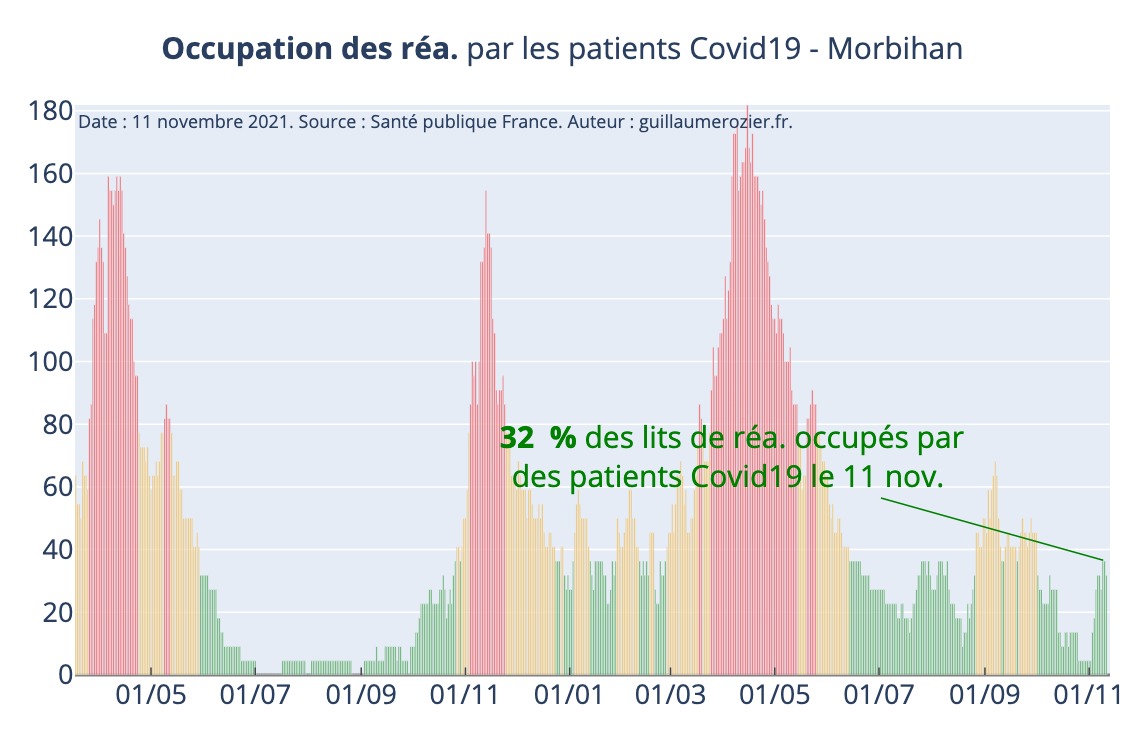 Occupation des réa. par les patients Covid19 - Morbihan
180
Date : 11 novembre 2021. Source : Santé publique France. Auteur : guillaumerozier.fr.
160
140
120
100
80
32 % des lits de réa. occupés par
des patients Covid19 le 11 nov.
60
40
20
0
01/05 01/07 01/09 01/11 01/01 01/03 01/05 01/07 01/09 01/11